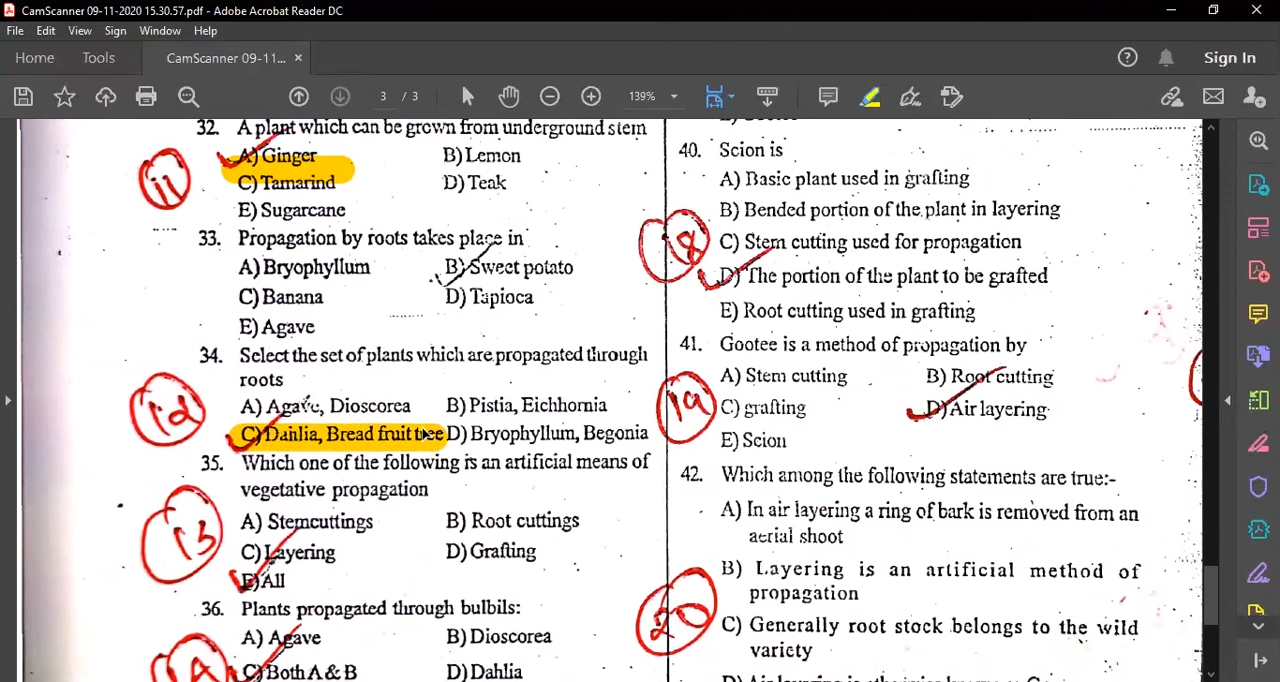 CamScanner 09-11-2020 15.30.57.pdf - Adobe Acrobat Reader DC
File Edit View Sign Window Help
Home Tools CamScanner 09-11... × Sign In
3 / 3 139%
32. A plant which can be grown from underground stem
A) Ginger B) Lemon
C) Tamarind D) Teak
E) Sugarcane
11
33. Propagation by roots takes place in
A) Bryophyllum B) Sweet potato
C) Banana D) Tapioca
E) Agave
34. Select the set of plants which are propagated through
roots
12
A) Agave, Dioscorea B) Pistia, Eichhornia
C) Dahlia, Bread fruit tree D) Bryophyllum, Begonia
35. Which one of the following is an artificial means of
vegetative propagation
13
A) Stemcuttings B) Root cuttings
C) Layering D) Grafting
E) All
36. Plants propagated through bulbils:
A) Agave B) Dioscorea
C) Both A & B D) Dahlia
40. Scion is
A) Basic plant used in grafting
B) Bended portion of the plant in layering
18
C) Stem cutting used for propagation
D) The portion of the plant to be grafted
E) Root cutting used in grafting
41. Gootee is a method of propagation by
A) Stem cutting B) Root cutting
19
C) grafting D) Air layering
E) Scion
42. Which among the following statements are true:-
A) In air layering a ring of bark is removed from an
aerial shoot
B) Layering is an artificial method of
propagation
20
C) Generally root stock belongs to the wild
variety